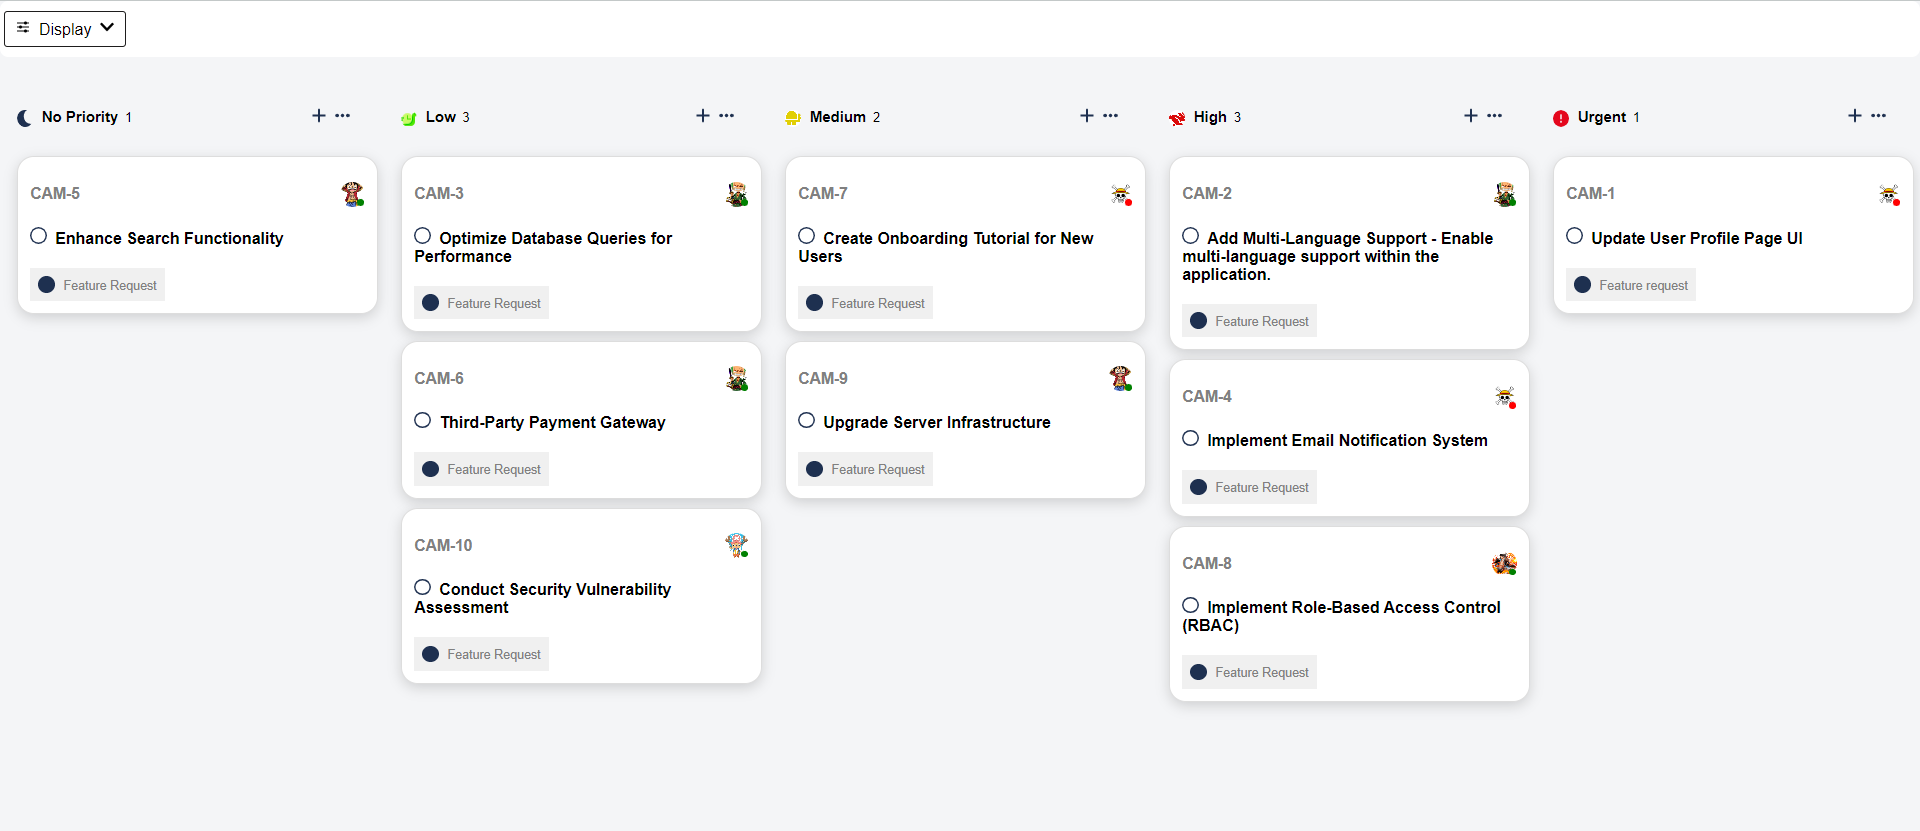 Display
No Priority 1
CAM-5
Enhance Search Functionality
Feature Request
Low 3
CAM-3
Optimize Database Queries for
Performance
Feature Request
CAM-6
Third-Party Payment Gateway
Feature Request
CAM-10
Conduct Security Vulnerability
Assessment
Feature Request
Medium 2
CAM-7
Create Onboarding Tutorial for New
Users
Feature Request
CAM-9
Upgrade Server Infrastructure
Feature Request
High 3
CAM-2
Add Multi-Language Support - Enable
multi-language support within the
application.
Feature Request
CAM-4
Implement Email Notification System
Feature Request
CAM-8
Implement Role-Based Access Control
(RBAC)
Feature Request
Urgent 1
CAM-1
Update User Profile Page UI
Feature request